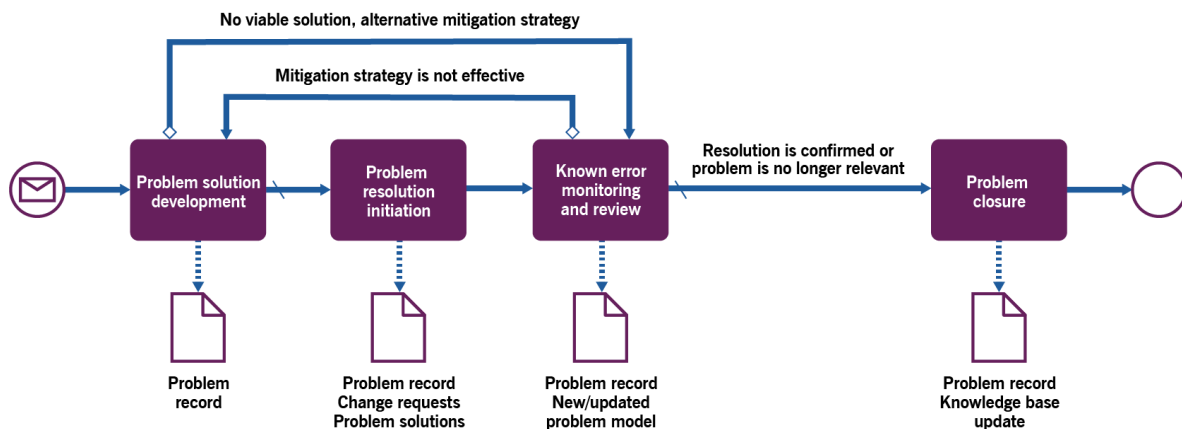 No viable solution, alternative mitigation strategy
Mitigation strategy is not effective
Problem solution
development
Problem
resolution
initiation
Known error
monitoring
and review
Resolution is confirmed or
problem is no longer relevant
Problem
closure
Problem
record
Problem record
Change requests
Problem solutions
Problem record
New/updated
problem model
Problem record
Knowledge base
update